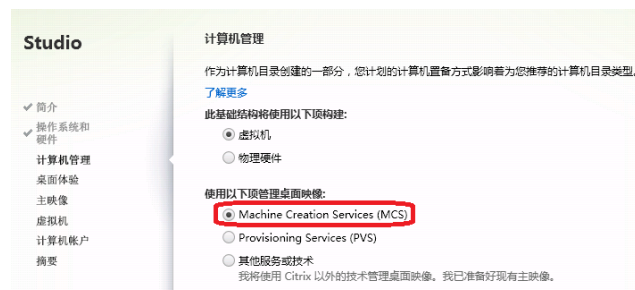 Studio
✔ 简介
✔ 操作系统和
硬件
计算机管理
桌面体验
主映像
虚拟机
计算机帐户
摘要
计算机管理
作为计算机目录创建的一部分，您计划的计算机置备方式影响着为您推荐的计算机目录类型。
了解更多
此基础结构将使用以下项构建:
虚拟机
物理硬件
使用以下项管理桌面映像:
Machine Creation Services (MCS)
Provisioning Services (PVS)
其他服务或技术
我将使用 Citrix 以外的技术管理桌面映像。我已准备好现有主映像。